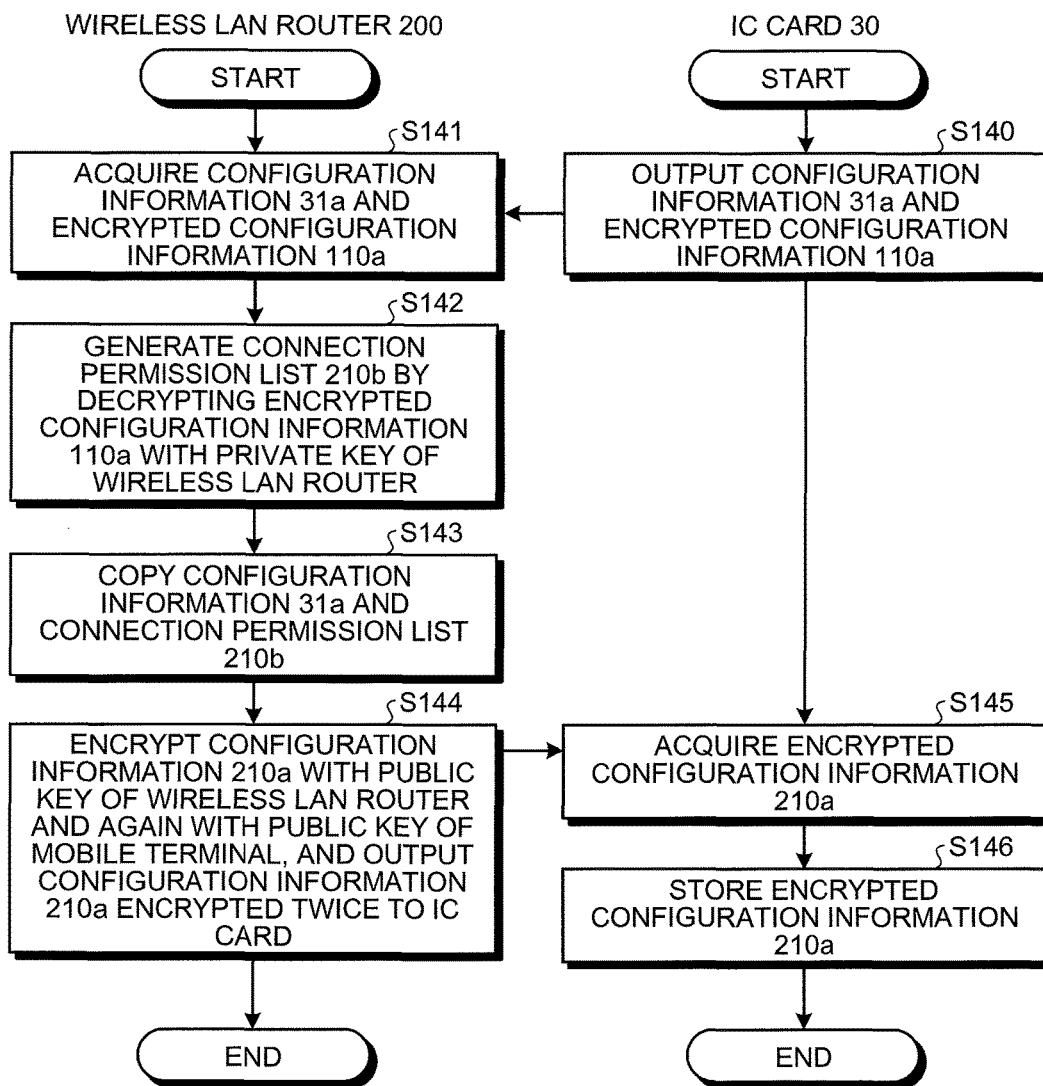 WIRELESS LAN ROUTER 200
START
S141
ACQUIRE CONFIGURATION
INFORMATION 31a AND
ENCRYPTED CONFIGURATION
INFORMATION 110a
S142
GENERATE CONNECTION
PERMISSION LIST 210b BY
DECRYPTING ENCRYPTED
CONFIGURATION INFORMATION
110a WITH PRIVATE KEY OF
WIRELESS LAN ROUTER
S143
COPY CONFIGURATION
INFORMATION 31a AND
CONNECTION PERMISSION LIST
210b
S144
ENCRYPT CONFIGURATION
INFORMATION 210a WITH PUBLIC
KEY OF WIRELESS LAN ROUTER
AND AGAIN WITH PUBLIC KEY OF
MOBILE TERMINAL, AND OUTPUT
CONFIGURATION INFORMATION
210a ENCRYPTED TWICE TO IC
CARD
END
IC CARD 30
START
S140
OUTPUT CONFIGURATION
INFORMATION 31a AND
ENCRYPTED CONFIGURATION
INFORMATION 110a
S145
ACQUIRE ENCRYPTED
CONFIGURATION INFORMATION
210a
S146
STORE ENCRYPTED
CONFIGURATION INFORMATION
210a
END